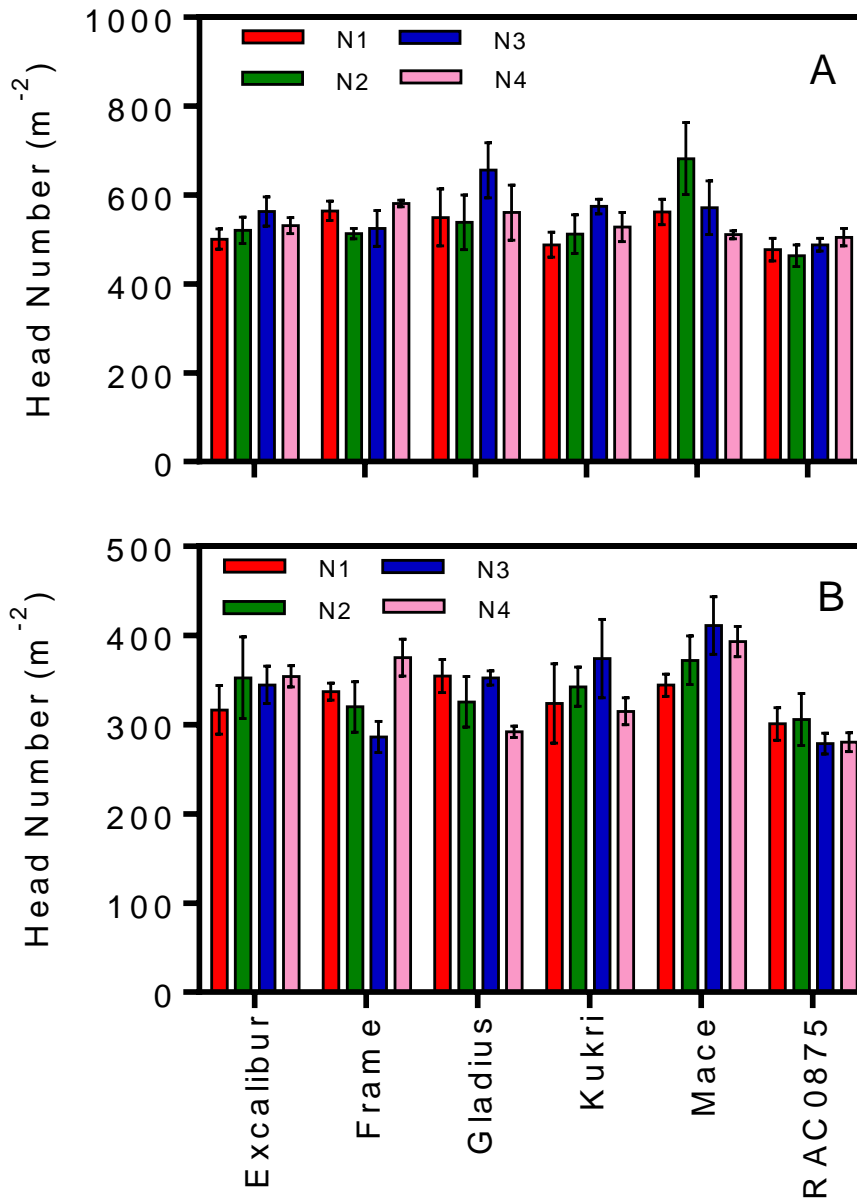 Head Number (m-2)
1000
800
600
400
200
0
N1
N3
N2
N4
A
Head Number (m-2)
500
400
300
200
100
0
N1
N3
N2
N4
B
Excalibur
Frame
Gladius
Kukri
Mace
RAC0875